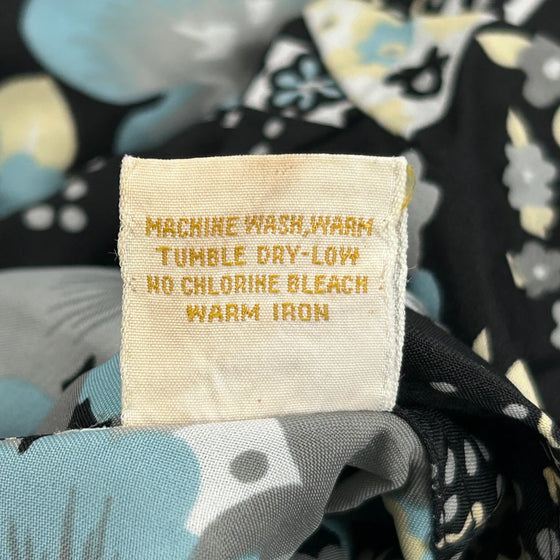 MACHINE WASH, WARM
TUMBLE DRY-LOW
NO CHLORINE BLEACH
WARM IRON